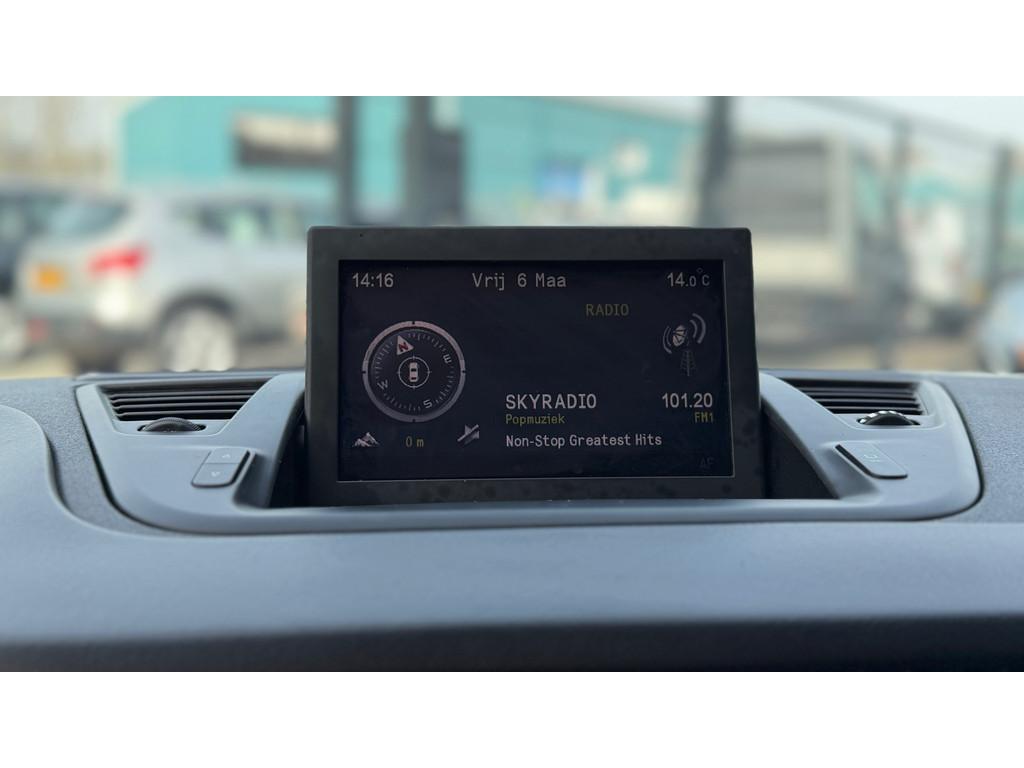 14:16 Vrij 6 Maa 14.0°C
RADIO
N
W E
S
SKYRADIO 101.20
Popmuziek FM1
0 m Non-Stop Greatest Hits
AF